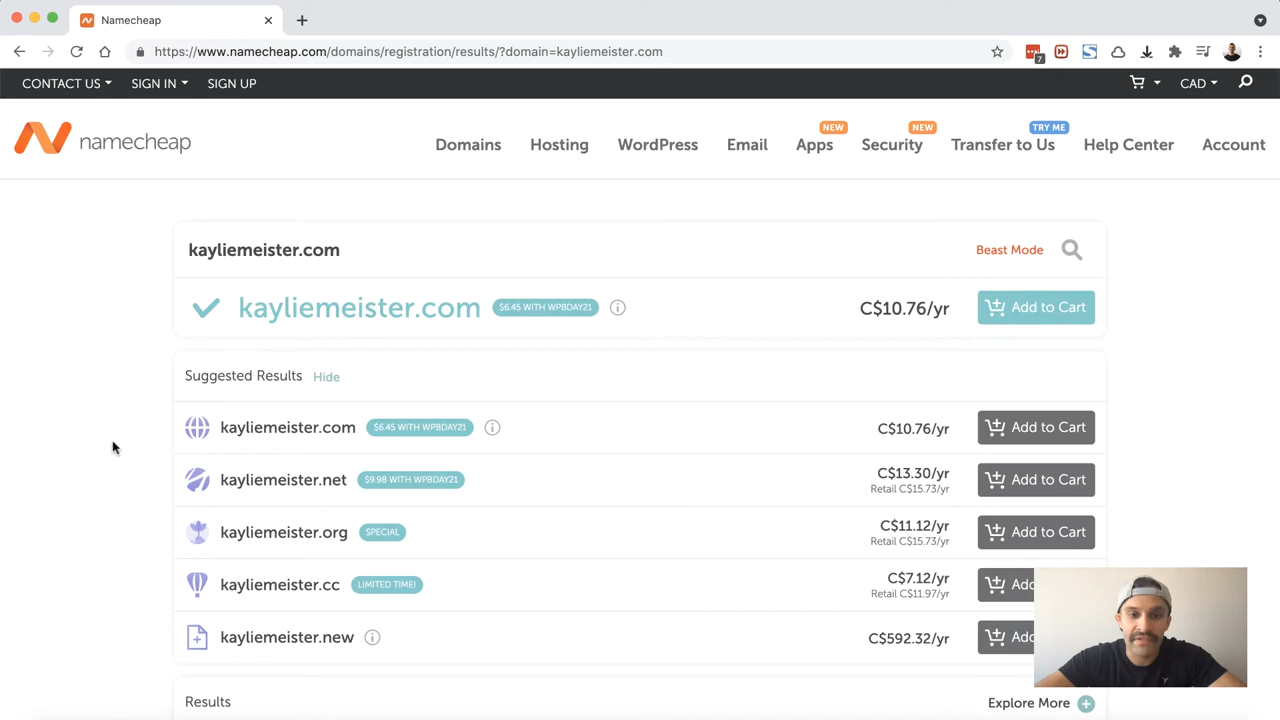 Namecheap
https://www.namecheap.com/domains/registration/results/?domain=kayliemeister.com
7
CONTACT US SIGN IN SIGN UP CAD
namecheap
NEW NEW TRY ME
Domains Hosting WordPress Email Apps Security Transfer to Us Help Center Account
kayliemeister.com Beast Mode
kayliemeister.com $6.45 WITH WPBDAY21 C$10.76/yr Add to Cart
Suggested Results Hide
kayliemeister.com $6.45 WITH WPBDAY21 C$10.76/yr Add to Cart
kayliemeister.net $9.98 WITH WPBDAY21 C$13.30/yr Add to Cart
Retail C$15.73/yr
kayliemeister.org SPECIAL C$11.12/yr Add to Cart
Retail C$15.73/yr
kayliemeister.cc LIMITED TIME! C$7.12/yr Add
Retail C$11.97/yr
kayliemeister.new C$592.32/yr Add
Results Explore More